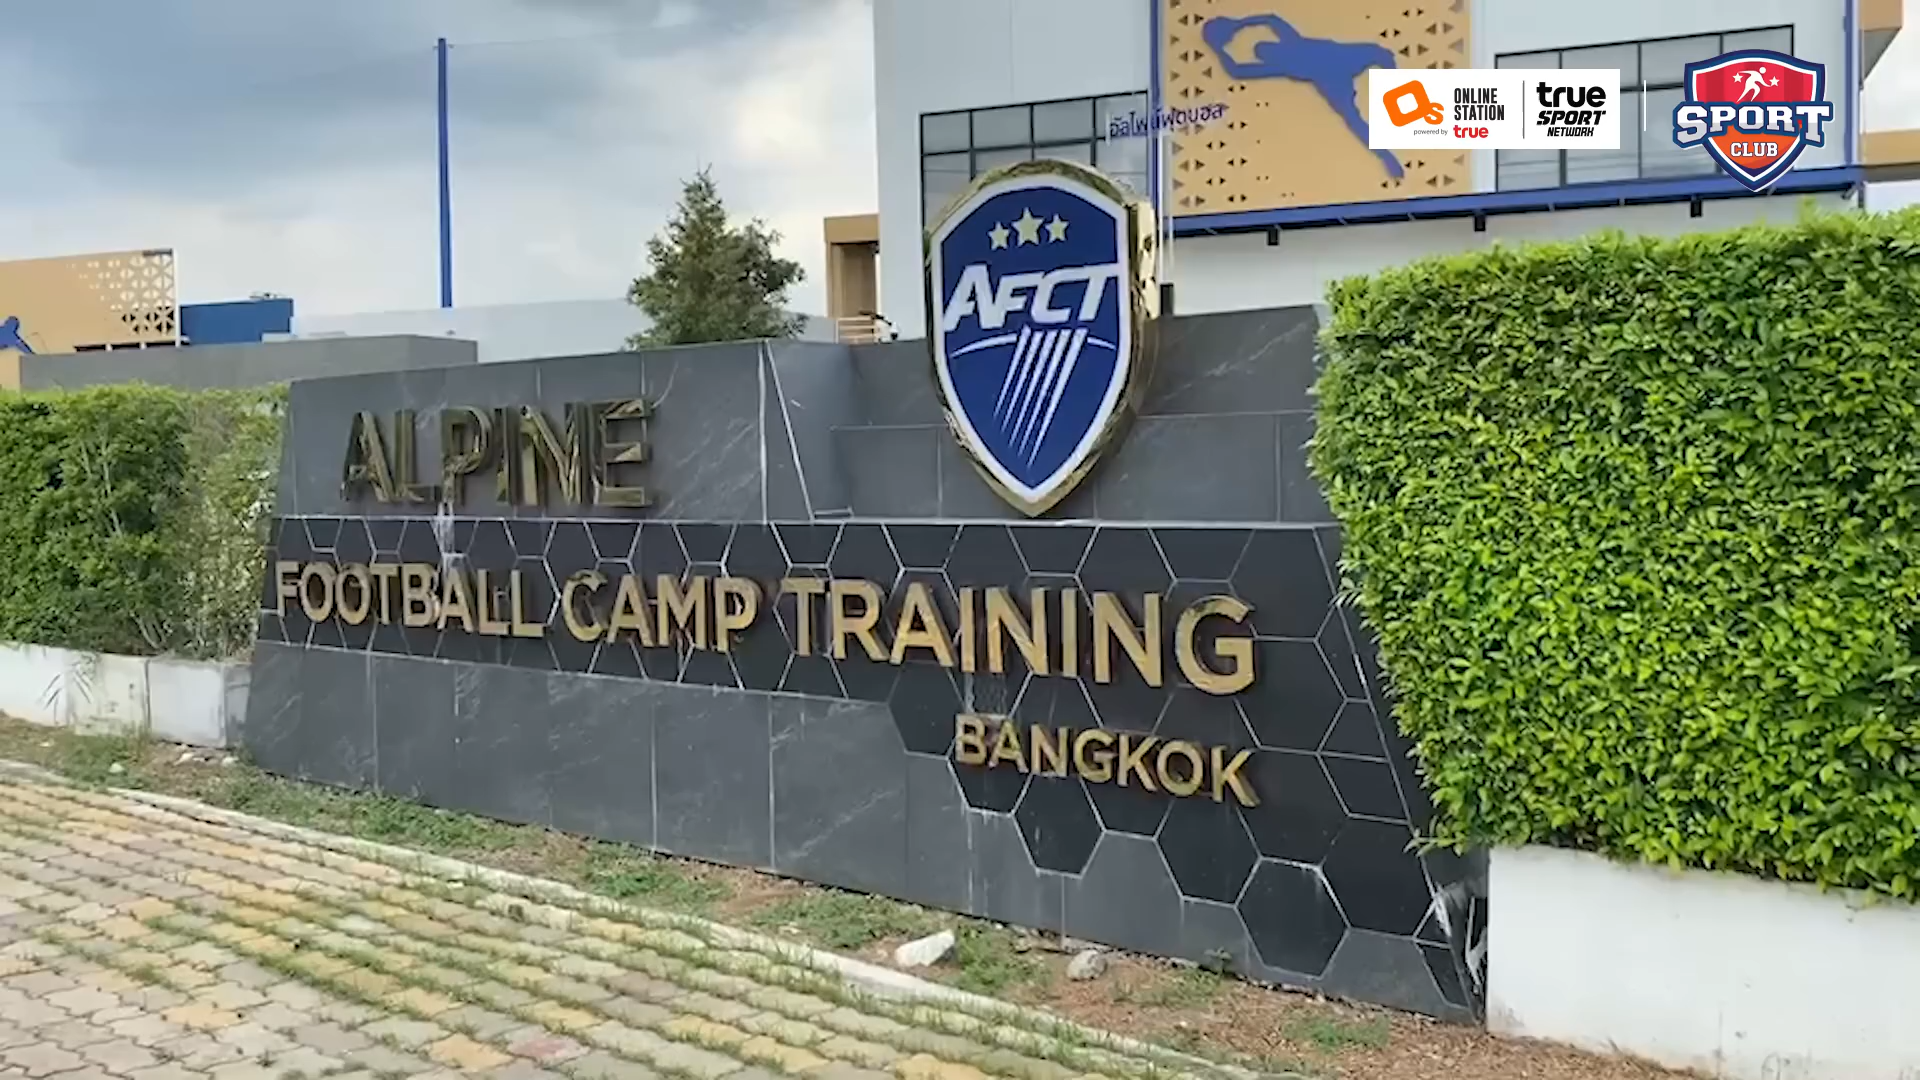 ONLINE
STATION
powered by true
true
SPORT
NETWORK
SPORT
CLUB
อัลไพน์ฟุตบอล
AFCT
ALPINE
FOOTBALL CAMP TRAINING
BANGKOK